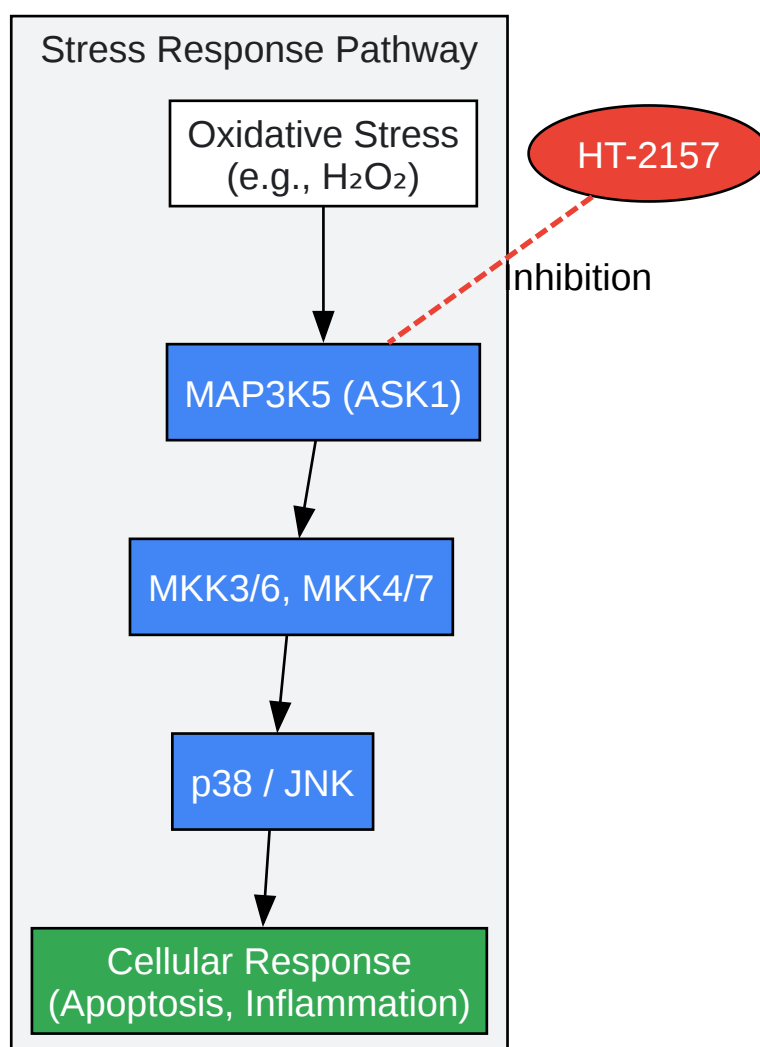 Stress Response Pathway
Oxidative Stress
(e.g., H₂O₂)
HT-2157
Inhibition
MAP3K5 (ASK1)
MKK3/6, MKK4/7
p38 / JNK
Cellular Response
(Apoptosis, Inflammation)